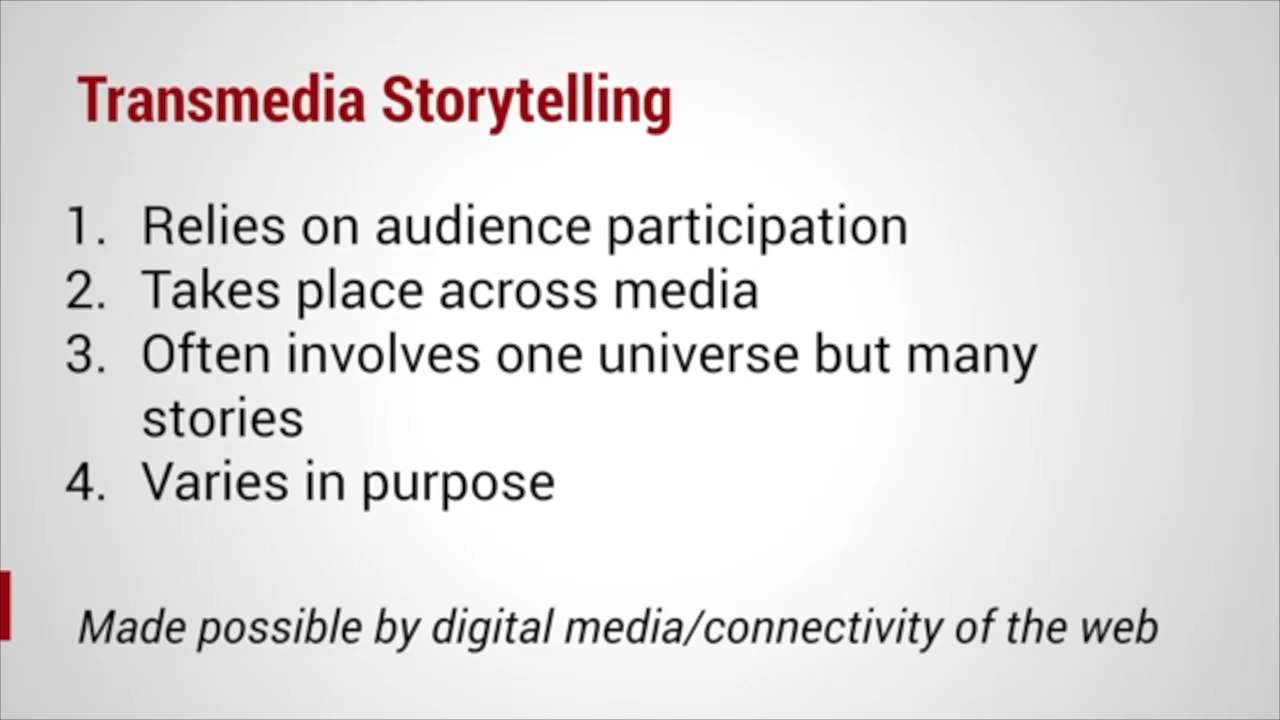 Transmedia Storytelling
1. Relies on audience participation
2. Takes place across media
3. Often involves one universe but many
stories
4. Varies in purpose
Made possible by digital media/connectivity of the web